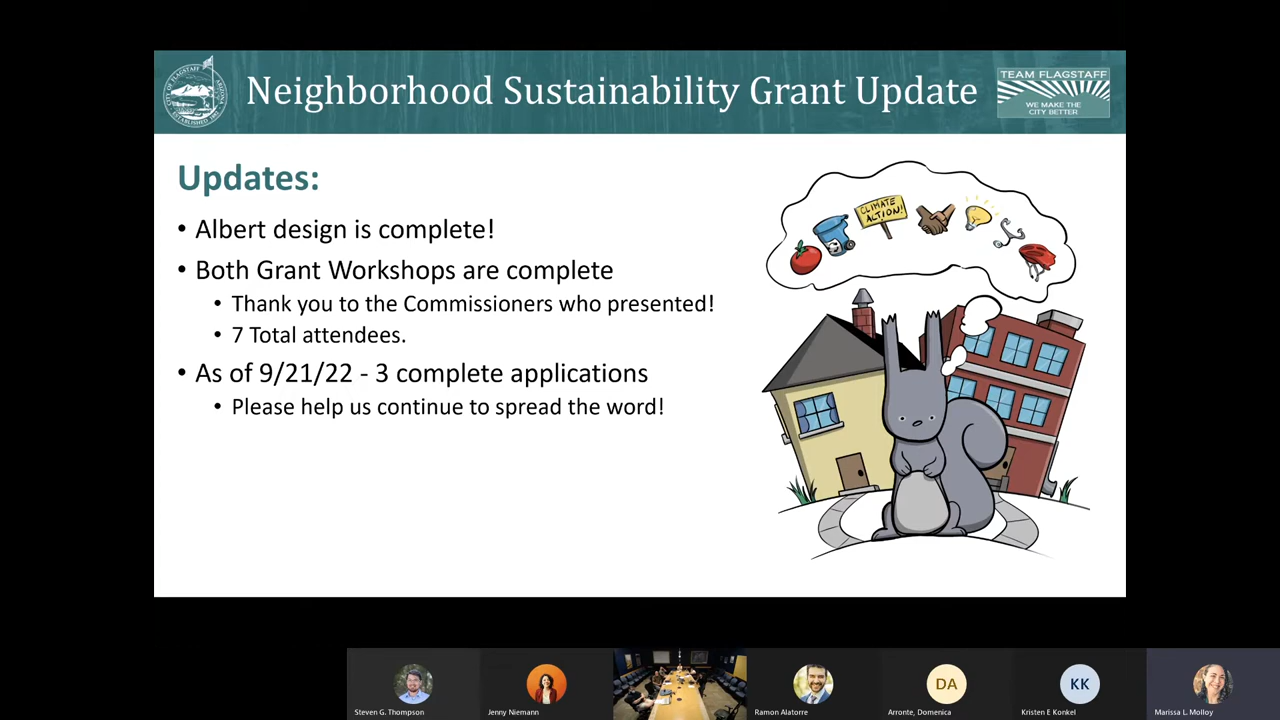 Neighborhood Sustainability Grant Update
TEAM FLAGSTAFF
WE MAKE THE
CITY BETTER
Updates:
• Albert design is complete!
• Both Grant Workshops are complete
• Thank you to the Commissioners who presented!
• 7 Total attendees.
• As of 9/21/22 - 3 complete applications
• Please help us continue to spread the word!
CLIMATE
ACTION!
Steven G. Thompson
Jenny Niemann
Ramon Alatorre
DA
Arronte, Domenica
KK
Kristen E Konkel
Marissa L. Molloy